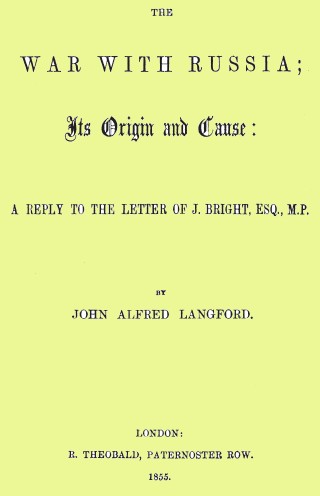 THE
WAR WITH RUSSIA;
Its Origin and Cause:
A REPLY TO THE LETTER OF J. BRIGHT, ESQ., M.P.
BY
JOHN ALFRED LANGFORD.
LONDON:
R. THEOBALD, PATERNOSTER ROW.
1855.